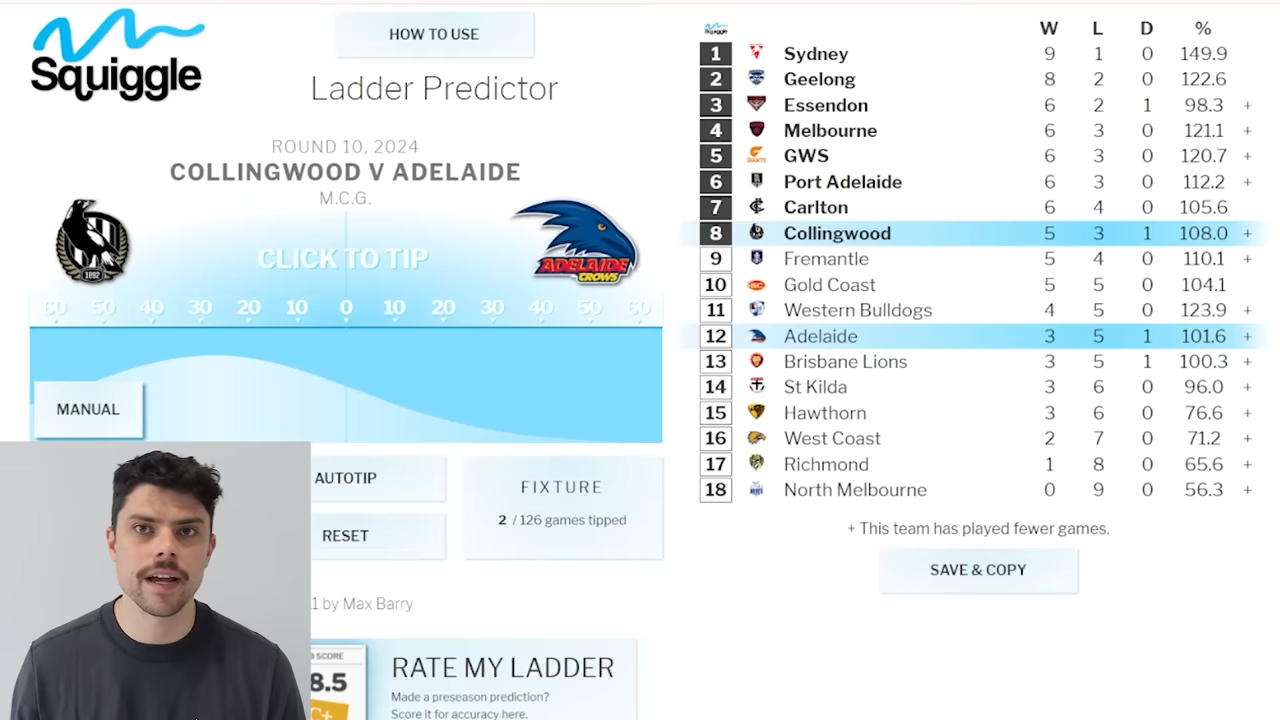 Squiggle
HOW TO USE
Ladder Predictor
ROUND 10, 2024
COLLINGWOOD V ADELAIDE
M.C.G.
1892
ADELAIDE
CROWS
CLICK TO TIP
60 50 40 30 20 10 0 10 20 30 40 50 60
MANUAL
AUTOTIP
RESET
FIXTURE
2 / 126 games tipped
.1 by Max Barry
SCORE
8.5
C+
RATE MY LADDER
Made a preseason prediction?
Score it for accuracy here.
Squiggle W L D %
1 Sydney 9 1 0 149.9
2 Geelong 8 2 0 122.6
3 Essendon 6 2 1 98.3 +
4 Melbourne 6 3 0 121.1 +
5 GWS 6 3 0 120.7 +
6 Port Adelaide 6 3 0 112.2 +
7 Carlton 6 4 0 105.6
8 Collingwood 5 3 1 108.0 +
9 Fremantle 5 4 0 110.1 +
10 Gold Coast 5 5 0 104.1
11 Western Bulldogs 4 5 0 123.9 +
12 Adelaide 3 5 1 101.6 +
13 Brisbane Lions 3 5 1 100.3 +
14 St Kilda 3 6 0 96.0 +
15 Hawthorn 3 6 0 76.6 +
16 West Coast 2 7 0 71.2 +
17 Richmond 1 8 0 65.6 +
18 North Melbourne 0 9 0 56.3 +
+ This team has played fewer games.
SAVE & COPY